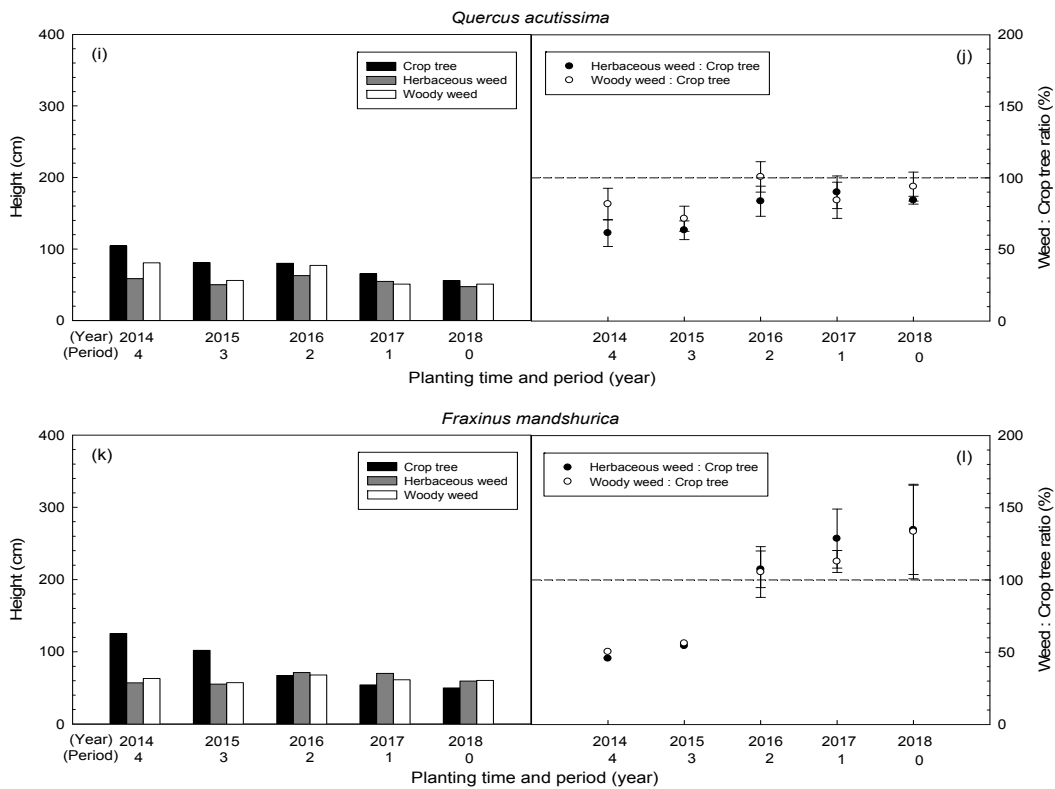 Quercus acutissima
(i)
400
300
200
100
0
Height (cm)
Crop tree
Herbaceous weed
Woody weed
(j)
Herbaceous weed : Crop tree
Woody weed : Crop tree
200
150
100
50
0
Weed : Crop tree ratio (%)
(Year) 2014 2015 2016 2017 2018 2014 2015 2016 2017 2018
(Period) 4 3 2 1 0 4 3 2 1 0
Planting time and period (year)
Fraxinus mandshurica
(k)
400
300
200
100
0
Height (cm)
Crop tree
Herbaceous weed
Woody weed
(l)
Herbaceous weed : Crop tree
Woody weed : Crop tree
200
150
100
50
0
Weed : Crop tree ratio (%)
(Year) 2014 2015 2016 2017 2018 2014 2015 2016 2017 2018
(Period) 4 3 2 1 0 4 3 2 1 0
Planting time and period (year)